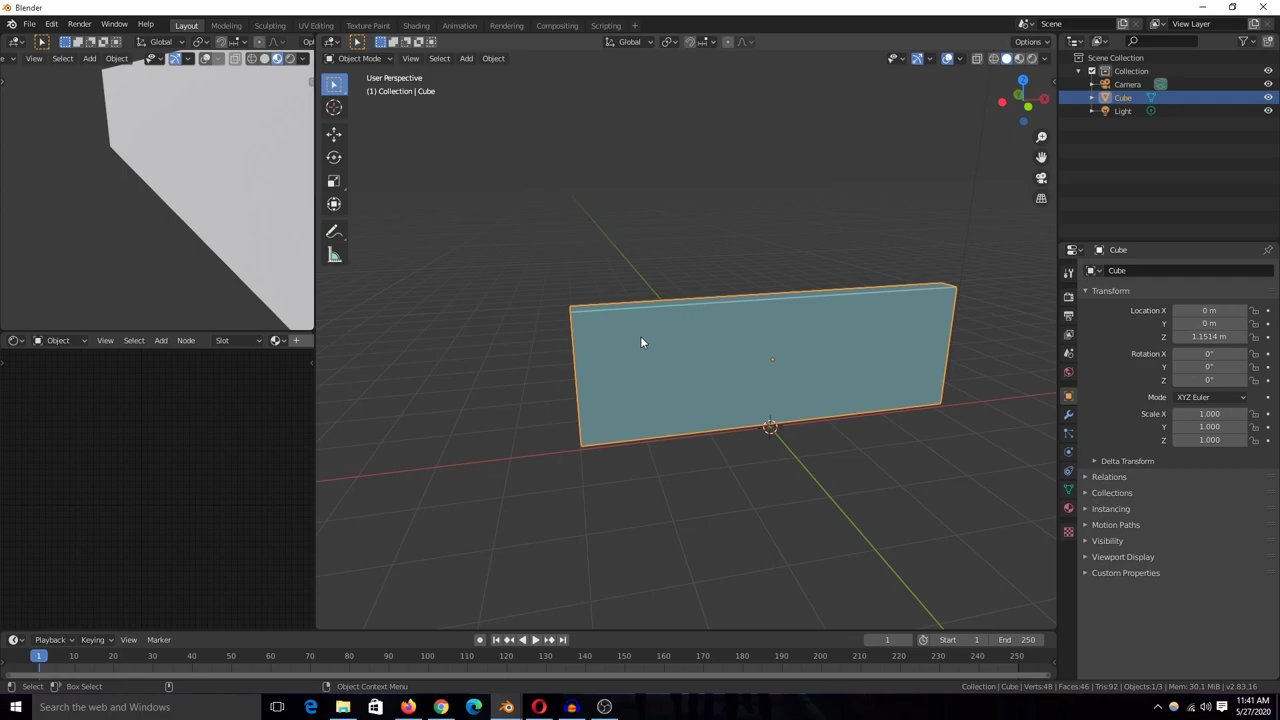 Blender
File Edit Render Window Help Layout Modeling Sculpting UV Editing Texture Paint Shading Animation Rendering Compositing Scripting Scene View Layer
Global Op
Global Options
View Select Add Object
Object Mode View Select Add Object
User Perspective
(1) Collection | Cube
Z
X
Y
Scene Collection
Collection
Camera
Cube
Light
Cube
Cube
Transform
Location X 0 m
Y 0 m
Z 1.1514 m
Rotation X 0°
Y 0°
Z 0°
Mode XYZ Euler
Scale X 1.000
Y 1.000
Z 1.000
Delta Transform
Relations
Collections
Instancing
Motion Paths
Visibility
Viewport Display
Custom Properties
Object View Select Add Node Slot
Playback Keying View Marker 1 Start 1 End 250
1 10 20 30 40 50 60 70 80 90 100 110 120 130 140 150 160 170 180 190 200 210 220 230 240 250
Select Box Select Object Context Menu Collection | Cube | Verts:48 | Faces:46 | Tris:92 | Objects:1/3 | Mem: 30.1 MiB | v2.83.16
Search Windows
11:41 AM
5/27/2020